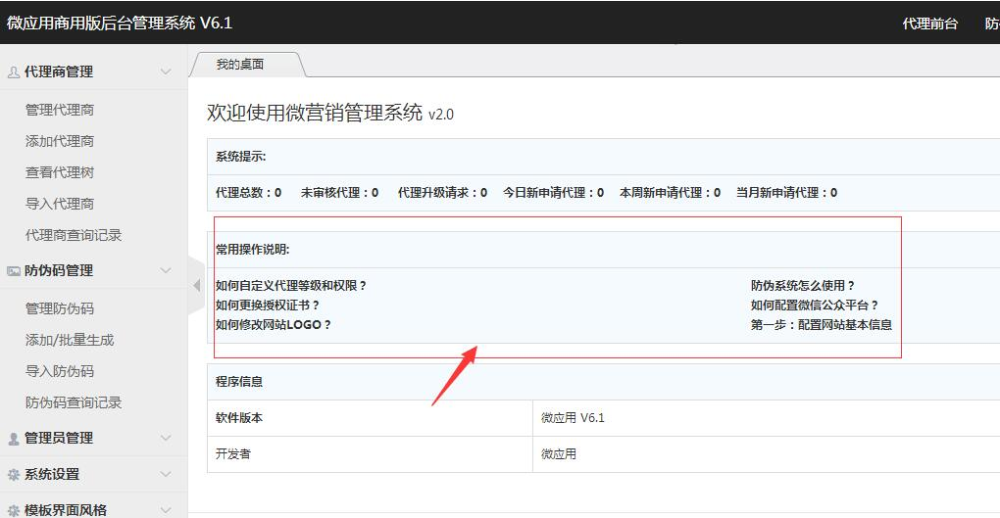 微应用商用版后台管理系统 V6.1
代理前台
防
代理商管理
管理代理商
添加代理商
查看代理树
导入代理商
代理商查询记录
防伪码管理
管理防伪码
添加/批量生成
导入防伪码
防伪码查询记录
管理员管理
系统设置
模板界面风格
我的桌面
欢迎使用微营销管理系统 v2.0
系统提示:
代理总数：0 未审核代理：0 代理升级请求：0 今日新申请代理：0 本周新申请代理：0 当月新申请代理：0
常用操作说明:
如何自定义代理等级和权限？ 防伪系统怎么使用？
如何更换授权证书？ 如何配置微信公众平台？
如何修改网站LOGO？ 第一步：配置网站基本信息
程序信息
软件版本 微应用 V6.1
开发者 微应用